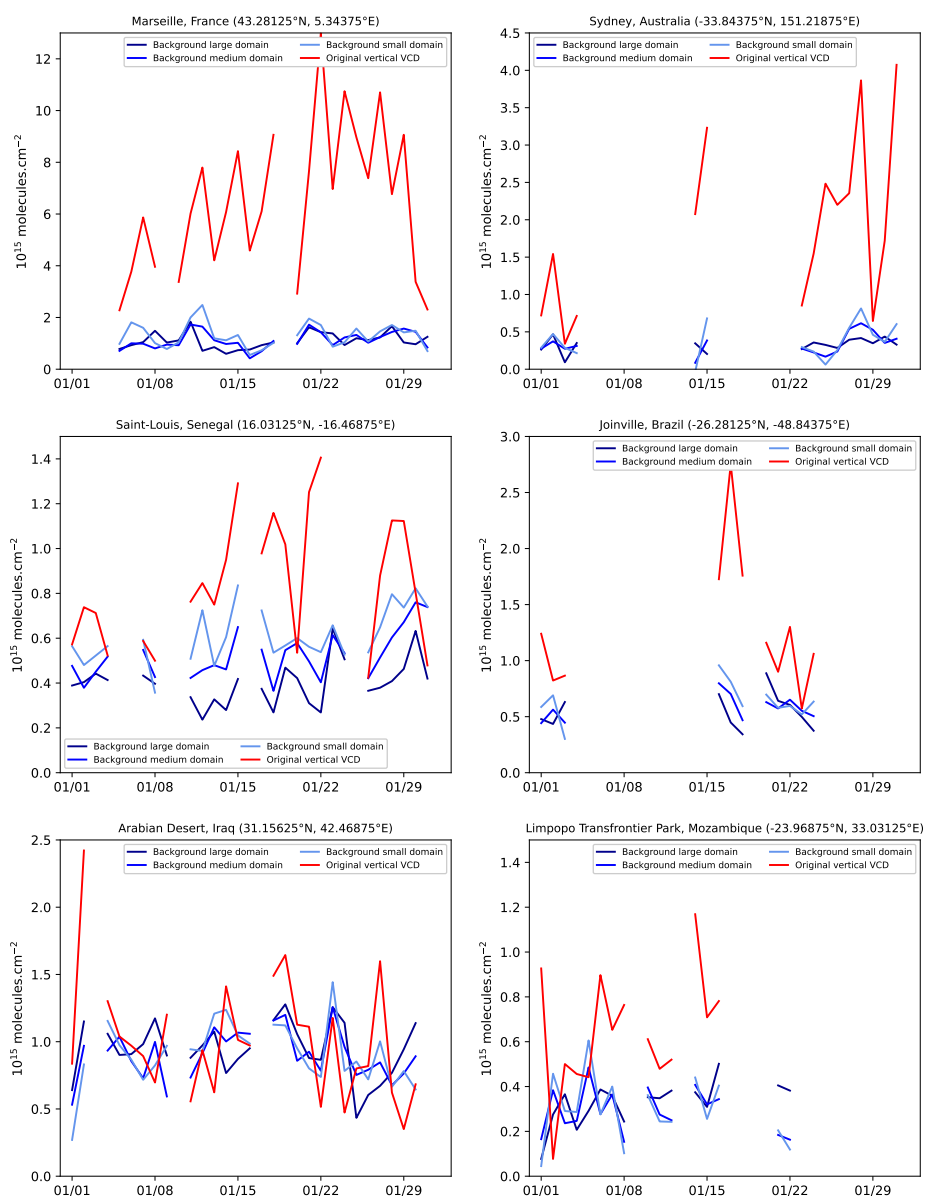 Marseille, France (43.28125°N, 5.34375°E)
Background large domain
Background medium domain
Background small domain
Original vertical VCD
10^15 molecules.cm^−2
12
10
8
6
4
2
0
01/01 01/08 01/15 01/22 01/29
Sydney, Australia (-33.84375°N, 151.21875°E)
Background large domain
Background medium domain
Background small domain
Original vertical VCD
10^15 molecules.cm^−2
4.5
4.0
3.5
3.0
2.5
2.0
1.5
1.0
0.5
0.0
01/01 01/08 01/15 01/22 01/29
Saint-Louis, Senegal (16.03125°N, -16.46875°E)
10^15 molecules.cm^−2
1.4
1.2
1.0
0.8
0.6
0.4
0.2
0.0
Background large domain
Background medium domain
Background small domain
Original vertical VCD
01/01 01/08 01/15 01/22 01/29
Joinville, Brazil (-26.28125°N, -48.84375°E)
Background large domain
Background medium domain
Background small domain
Original vertical VCD
10^15 molecules.cm^−2
3.0
2.5
2.0
1.5
1.0
0.5
0.0
01/01 01/08 01/15 01/22 01/29
Arabian Desert, Iraq (31.15625°N, 42.46875°E)
Background large domain
Background medium domain
Background small domain
Original vertical VCD
10^15 molecules.cm^−2
2.5
2.0
1.5
1.0
0.5
0.0
01/01 01/08 01/15 01/22 01/29
Limpopo Transfrontier Park, Mozambique (-23.96875°N, 33.03125°E)
Background large domain
Background medium domain
Background small domain
Original vertical VCD
10^15 molecules.cm^−2
1.4
1.2
1.0
0.8
0.6
0.4
0.2
0.0
01/01 01/08 01/15 01/22 01/29